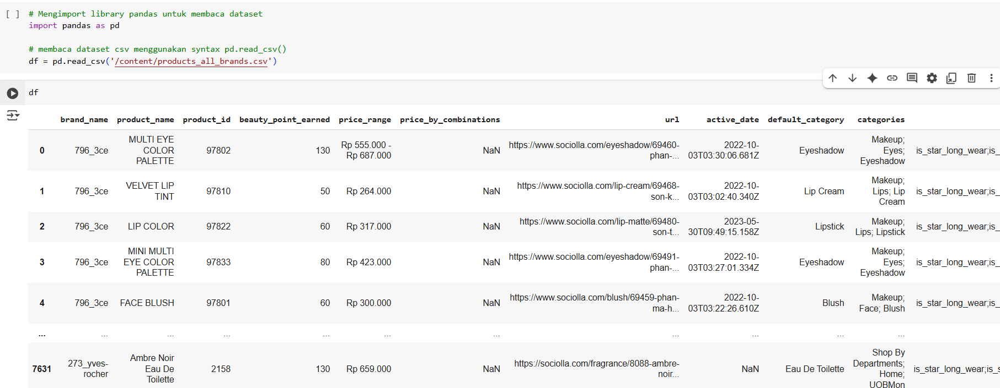 [ ] # Mengimport library pandas untuk membaca dataset
import pandas as pd
# membaca dataset csv menggunakan syntax pd.read_csv()
df = pd.read_csv('/content/products_all_brands.csv')
df
brand_name product_name product_id beauty_point_earned price_range price_by_combinations url active_date default_category categories
0 796_3ce MULTI EYE COLOR PALETTE 97802 130 Rp 555.000 - Rp 687.000 NaN https://www.sociolla.com/eyeshadow/69460-phan-... 2022-10-03T03:30:06.681Z Eyeshadow Makeup; Eyes; Eyeshadow is_star_long_wear;is_
1 796_3ce VELVET LIP TINT 97810 50 Rp 264.000 NaN https://www.sociolla.com/lip-cream/69468-son-k... 2022-10-03T03:02:40.340Z Lip Cream Makeup; Lips; Lip Cream is_star_long_wear;is_
2 796_3ce LIP COLOR 97822 60 Rp 317.000 NaN https://www.sociolla.com/lip-matte/69480-son-t... 2023-05-30T09:49:15.158Z Lipstick Makeup; Lips; Lipstick is_star_long_wear;is_
3 796_3ce MINI MULTI EYE COLOR PALETTE 97833 80 Rp 423.000 NaN https://www.sociolla.com/eyeshadow/69491-phan-... 2022-10-03T03:27:01.334Z Eyeshadow Makeup; Eyes; Eyeshadow is_star_long_wear;is_
4 796_3ce FACE BLUSH 97801 60 Rp 300.000 NaN https://www.sociolla.com/blush/69459-phan-ma-h... 2022-10-03T03:22:26.610Z Blush Makeup; Face; Blush is_star_long_wear;is_
... ... ... ... ... ... ... ... ... ... ...
7631 273_yves-rocher Ambre Noir Eau De Toilette 2158 130 Rp 659.000 NaN https://sociolla.com/fragrance/8088-ambre-noir... NaN Eau De Toilette Shop By Departments; Home; UOBMon is_star_long_wear;is_s